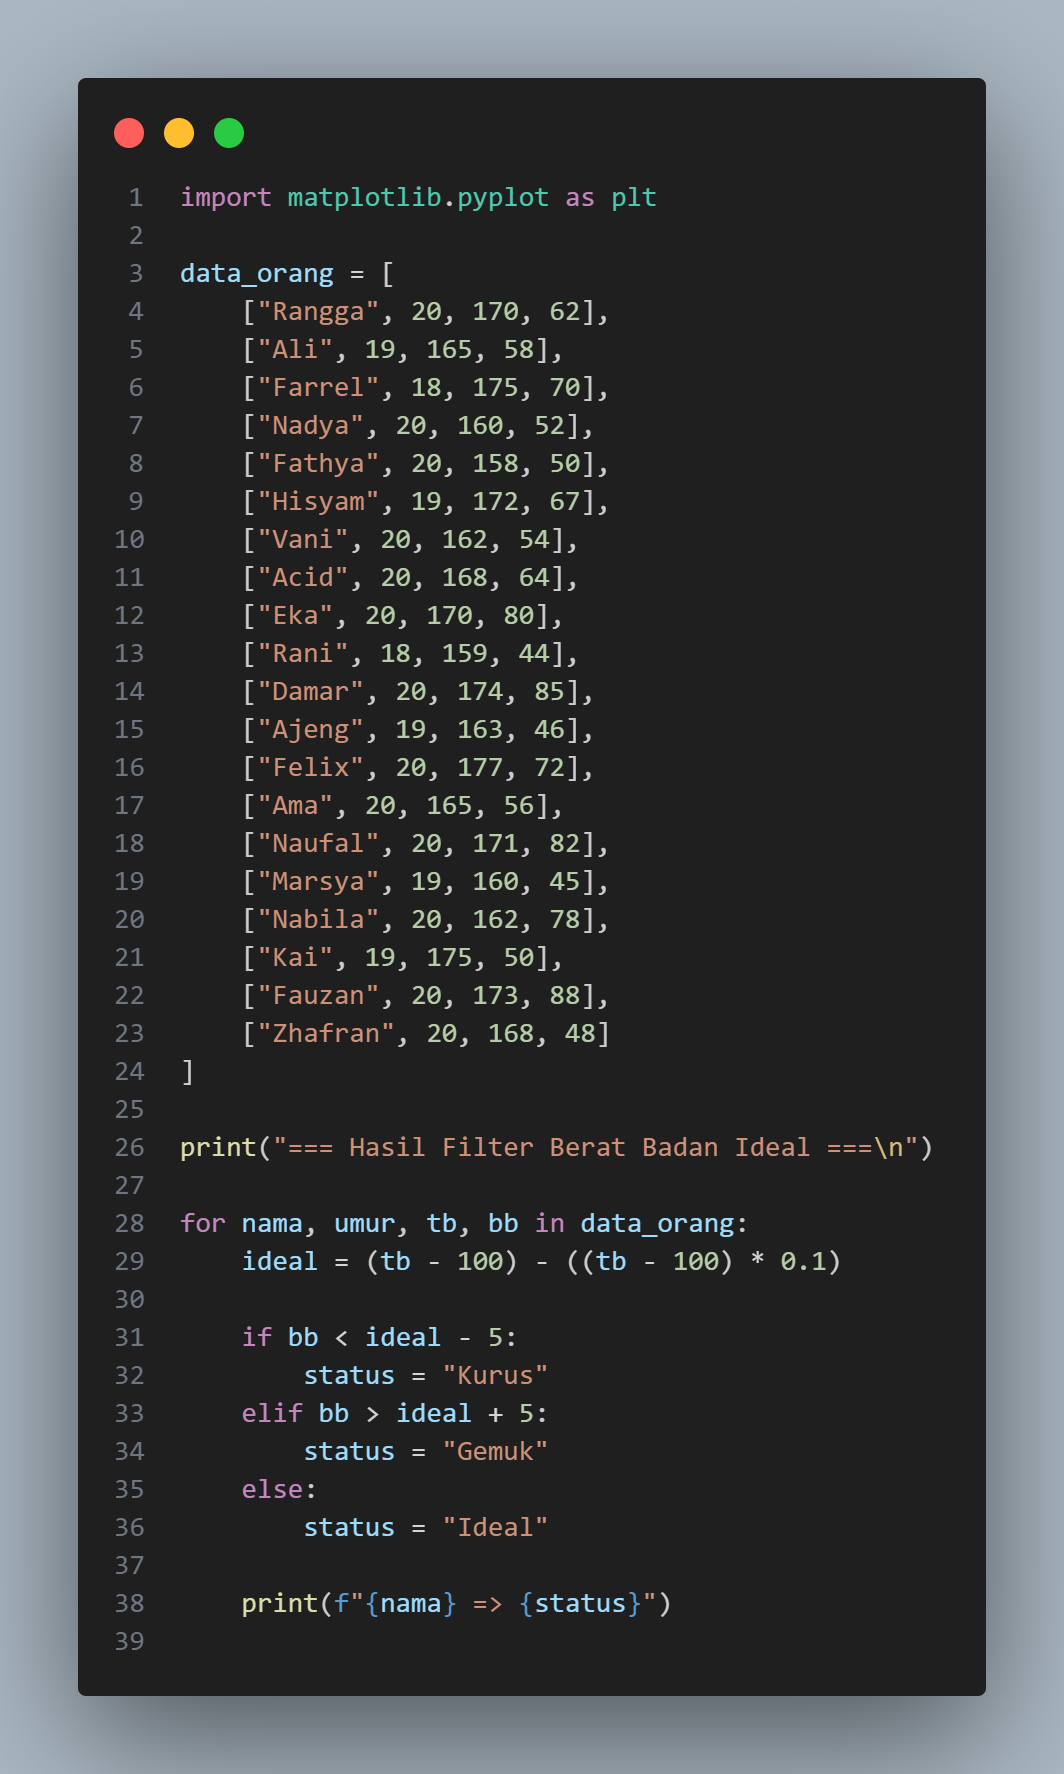 1 import matplotlib.pyplot as plt
2
3 data_orang = [
4     ["Rangga", 20, 170, 62],
5     ["Ali", 19, 165, 58],
6     ["Farrel", 18, 175, 70],
7     ["Nadya", 20, 160, 52],
8     ["Fathya", 20, 158, 50],
9     ["Hisyam", 19, 172, 67],
10     ["Vani", 20, 162, 54],
11     ["Acid", 20, 168, 64],
12     ["Eka", 20, 170, 80],
13     ["Rani", 18, 159, 44],
14     ["Damar", 20, 174, 85],
15     ["Ajeng", 19, 163, 46],
16     ["Felix", 20, 177, 72],
17     ["Ama", 20, 165, 56],
18     ["Naufal", 20, 171, 82],
19     ["Marsya", 19, 160, 45],
20     ["Nabila", 20, 162, 78],
21     ["Kai", 19, 175, 50],
22     ["Fauzan", 20, 173, 88],
23     ["Zhafran", 20, 168, 48]
24 ]
25
26 print("=== Hasil Filter Berat Badan Ideal ===\n")
27
28 for nama, umur, tb, bb in data_orang:
29     ideal = (tb - 100) - ((tb - 100) * 0.1)
30
31     if bb < ideal - 5:
32         status = "Kurus"
33     elif bb > ideal + 5:
34         status = "Gemuk"
35     else:
36         status = "Ideal"
37
38     print(f"{nama} => {status}")
39